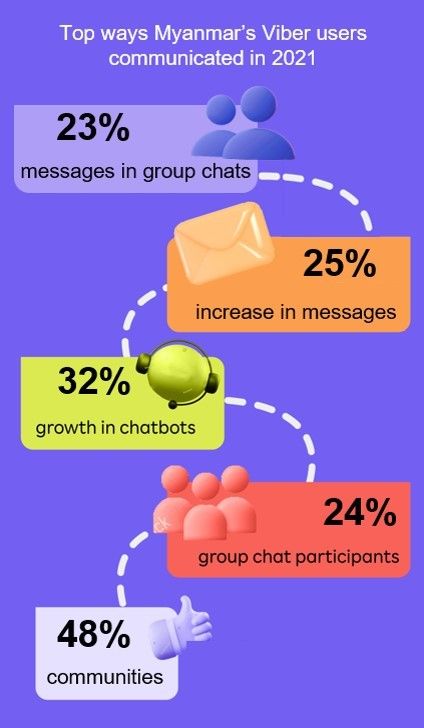 Top ways Myanmar's Viber users
communicated in 2021
23%
messages in group chats
25%
increase in messages
32%
growth in chatbots
24%
group chat participants
48%
communities